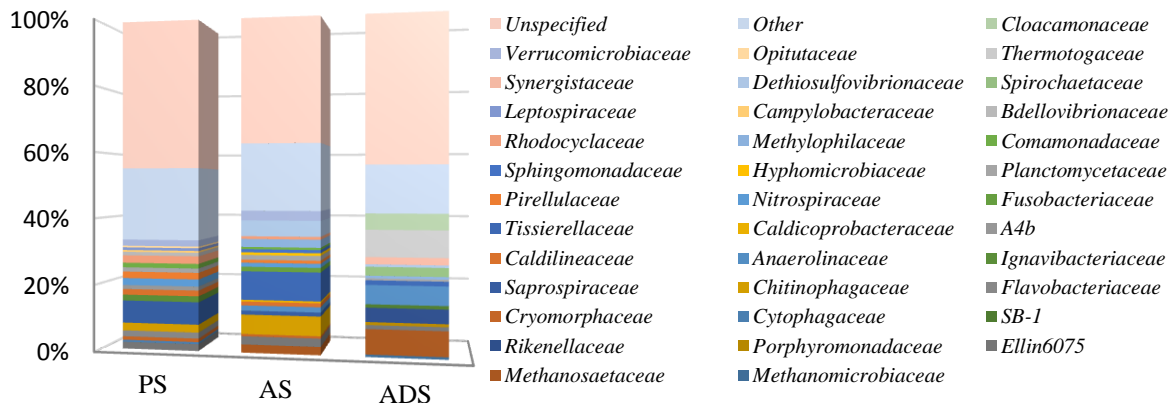 100%
80%
60%
40%
20%
0%
PS
AS
ADS
Unspecified
Other
Cloacamonaceae
Verrucomicrobiaceae
Opitutaceae
Thermotogaceae
Synergistaceae
Dethiosulfovibrionaceae
Spirochaetaceae
Leptospiraceae
Campylobacteraceae
Bdellovibrionaceae
Rhodocyclaceae
Methylophilaceae
Comamonadaceae
Sphingomonadaceae
Hyphomicrobiaceae
Planctomycetaceae
Pirellulaceae
Nitrospiraceae
Fusobacteriaceae
Tissierellaceae
Caldicoprobacteraceae
A4b
Caldilineaceae
Anaerolinaceae
Ignavibacteriaceae
Saprospiraceae
Chitinophagaceae
Flavobacteriaceae
Cryomorphaceae
Cytophagaceae
SB-1
Rikenellaceae
Porphyromonadaceae
Ellin6075
Methanosaetaceae
Methanomicrobiaceae